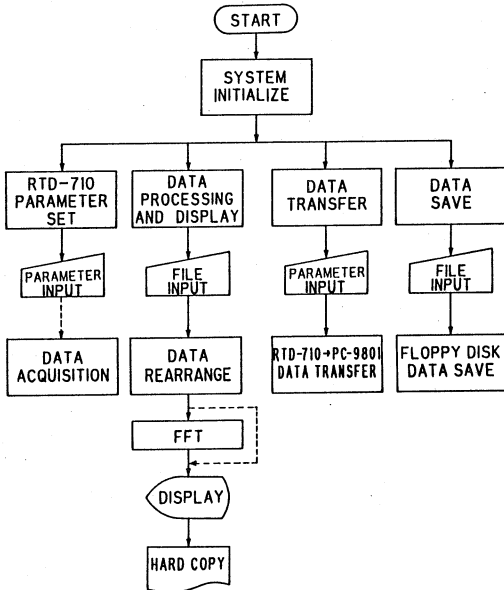 START
SYSTEM
INITIALIZE
RTD-710
PARAMETER
SET
PARAMETER
INPUT
DATA
ACQUISITION
DATA
PROCESSING
AND DISPLAY
FILE
INPUT
DATA
REARRANGE
FFT
DISPLAY
HARD COPY
DATA
TRANSFER
PARAMETER
INPUT
RTD-710→PC-9801
DATA TRANSFER
DATA
SAVE
FILE
INPUT
FLOPPY DISK
DATA SAVE